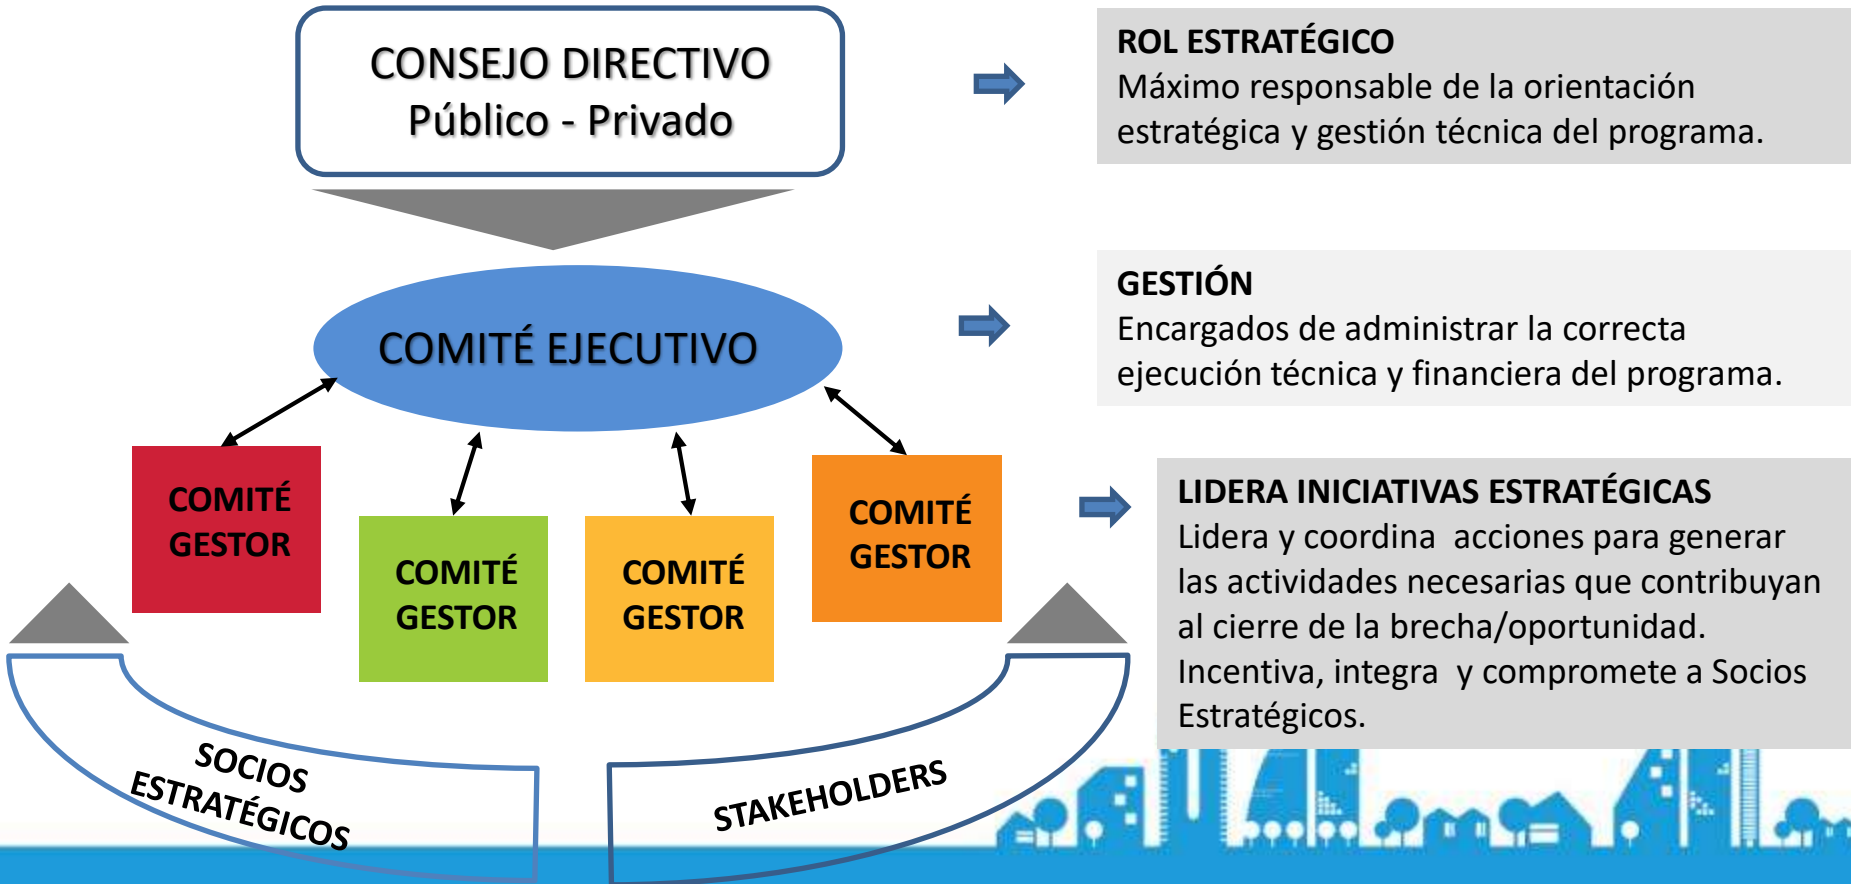 CONSEJO DIRECTIVO
Público - Privado
ROL ESTRATÉGICO
Máximo responsable de la orientación
estratégica y gestión técnica del programa.
COMITÉ EJECUTIVO
GESTIÓN
Encargados de administrar la correcta
ejecución técnica y financiera del programa.
COMITÉ
GESTOR
COMITÉ
GESTOR
COMITÉ
GESTOR
COMITÉ
GESTOR
LIDERA INICIATIVAS ESTRATÉGICAS
Lidera y coordina  acciones para generar
las actividades necesarias que contribuyan
al cierre de la brecha/oportunidad.
Incentiva, integra  y compromete a Socios
Estratégicos.
SOCIOS
ESTRATÉGICOS
STAKEHOLDERS